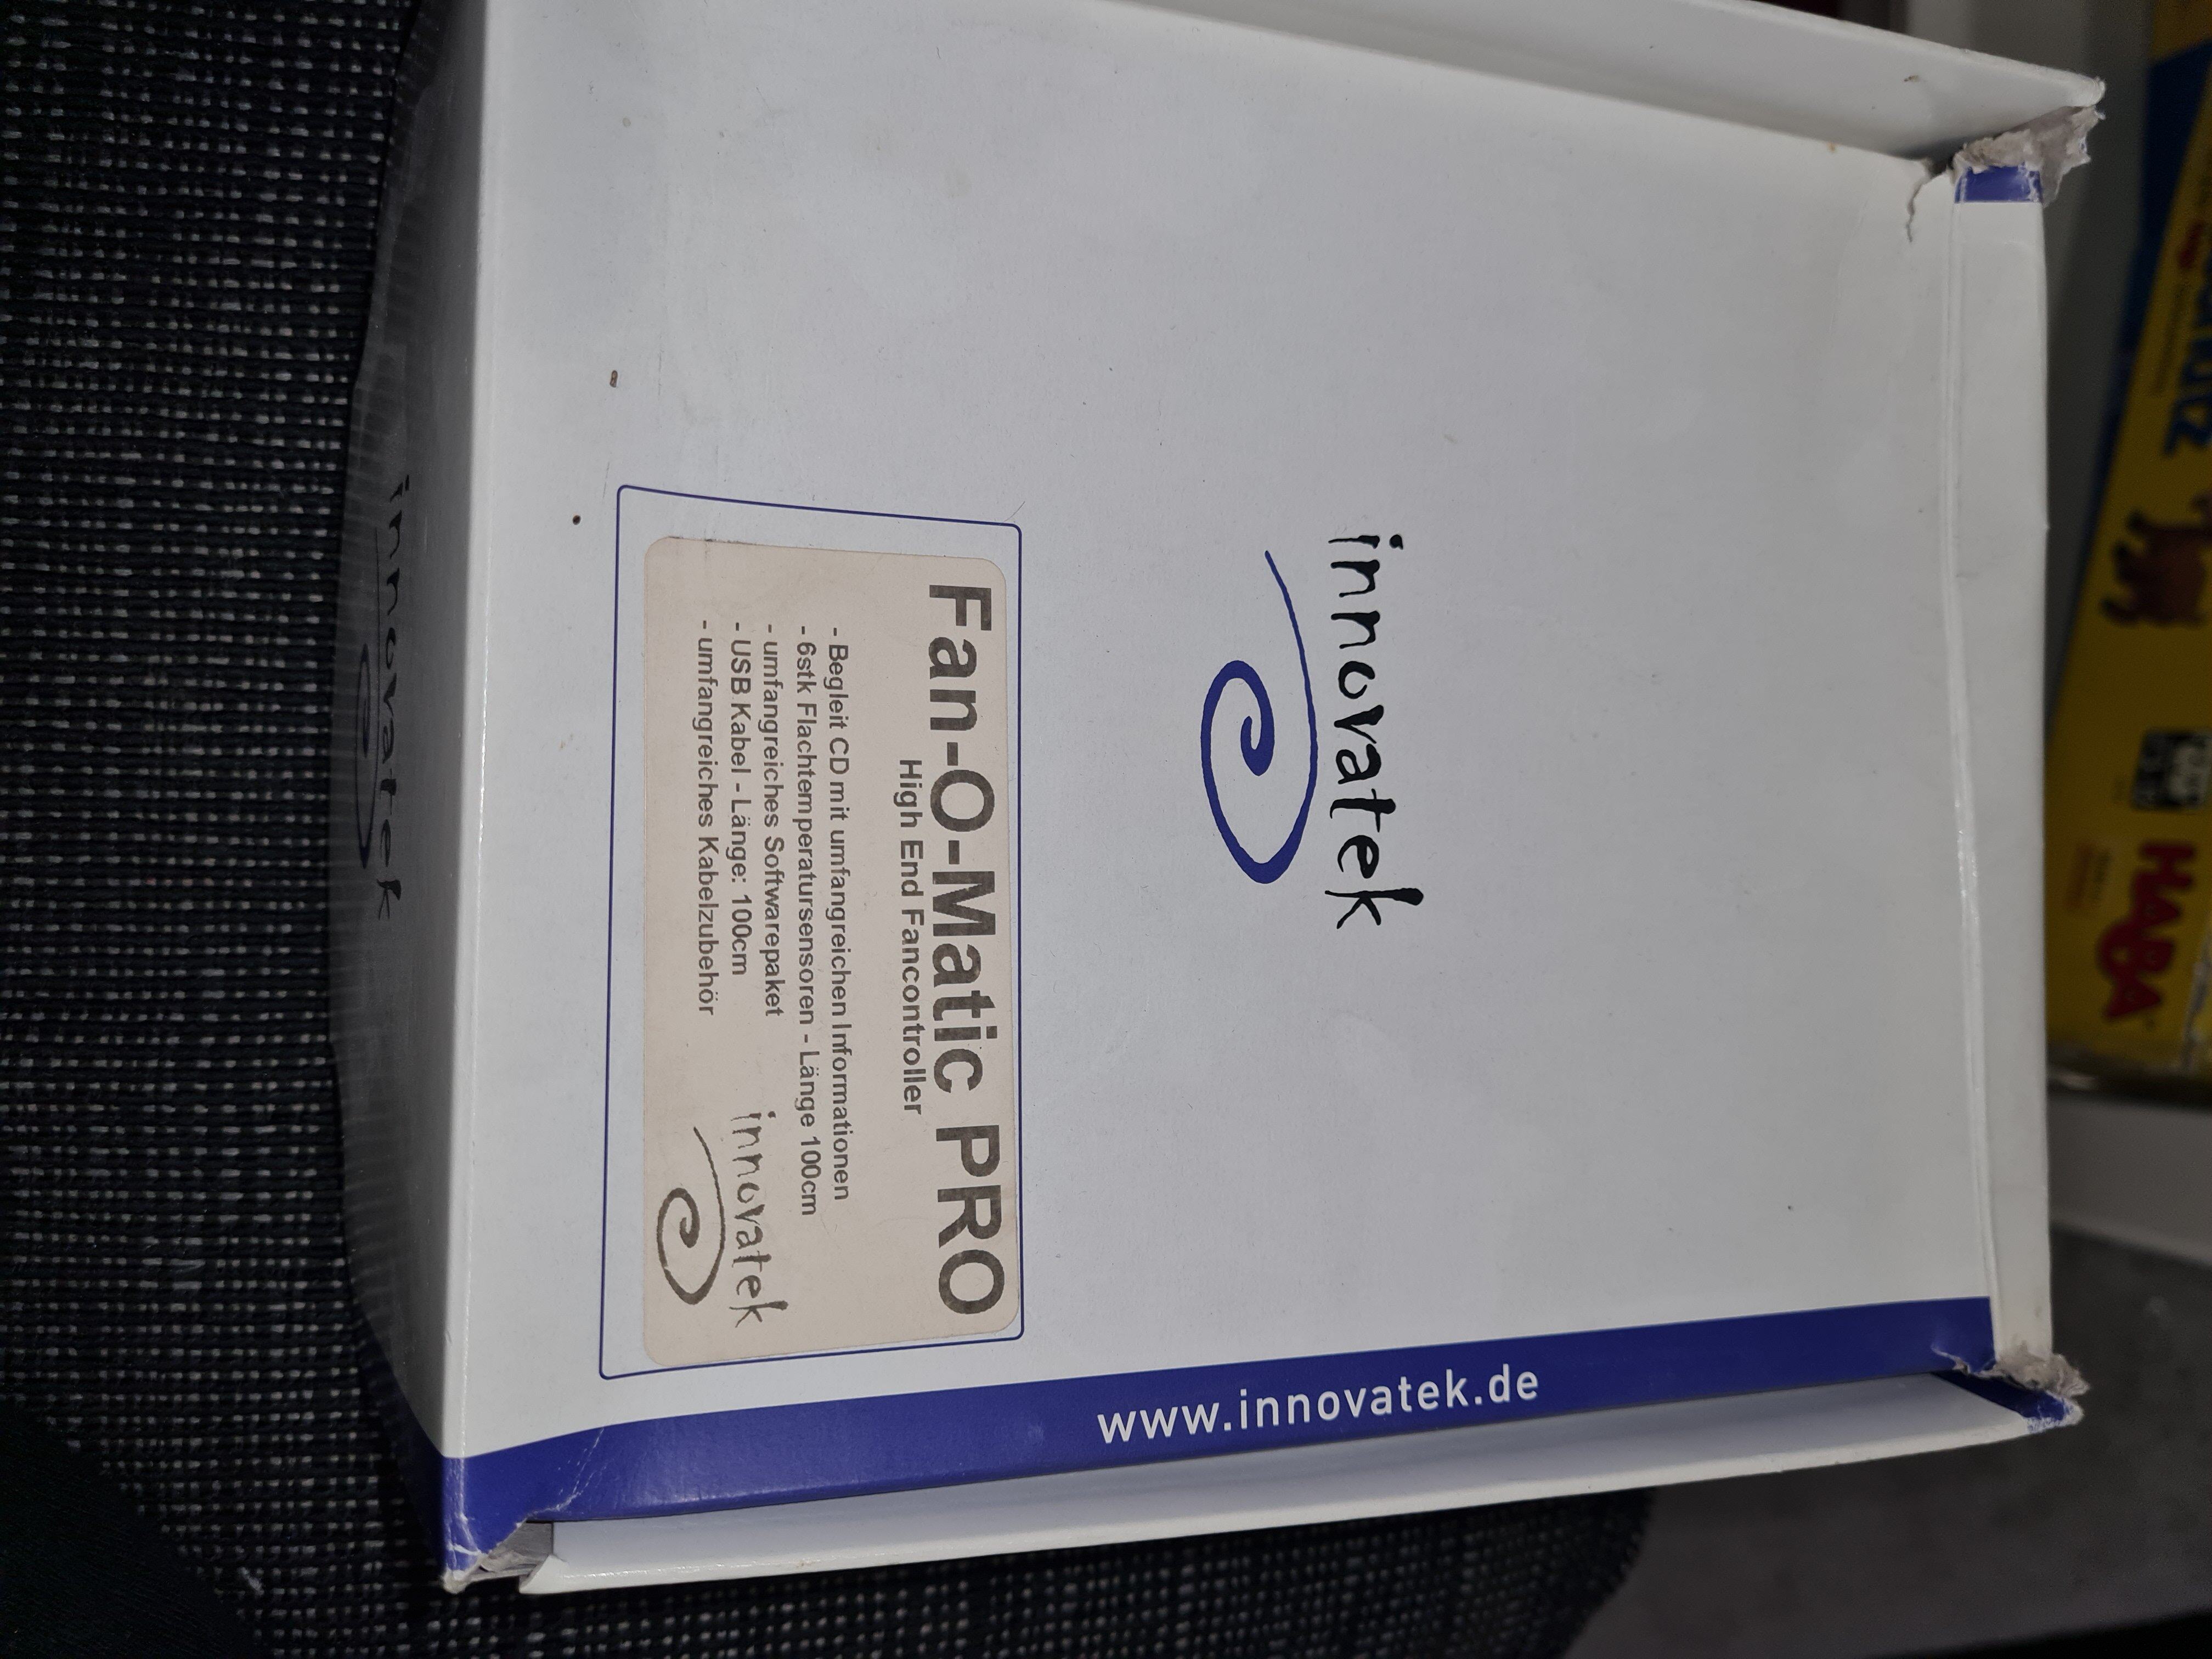 innovatek
Fan-O-Matic PRO
High End Fancontroller
- Begleit CD mit umfangreichen Informationen
- 6stk Flachtemperatursensoren - Länge 100cm
- umfangreiches Softwarepaket
- USB Kabel - Länge: 100cm
- umfangreiches Kabelzubehör
innovatek
www.innovatek.de
innovatek
HABA